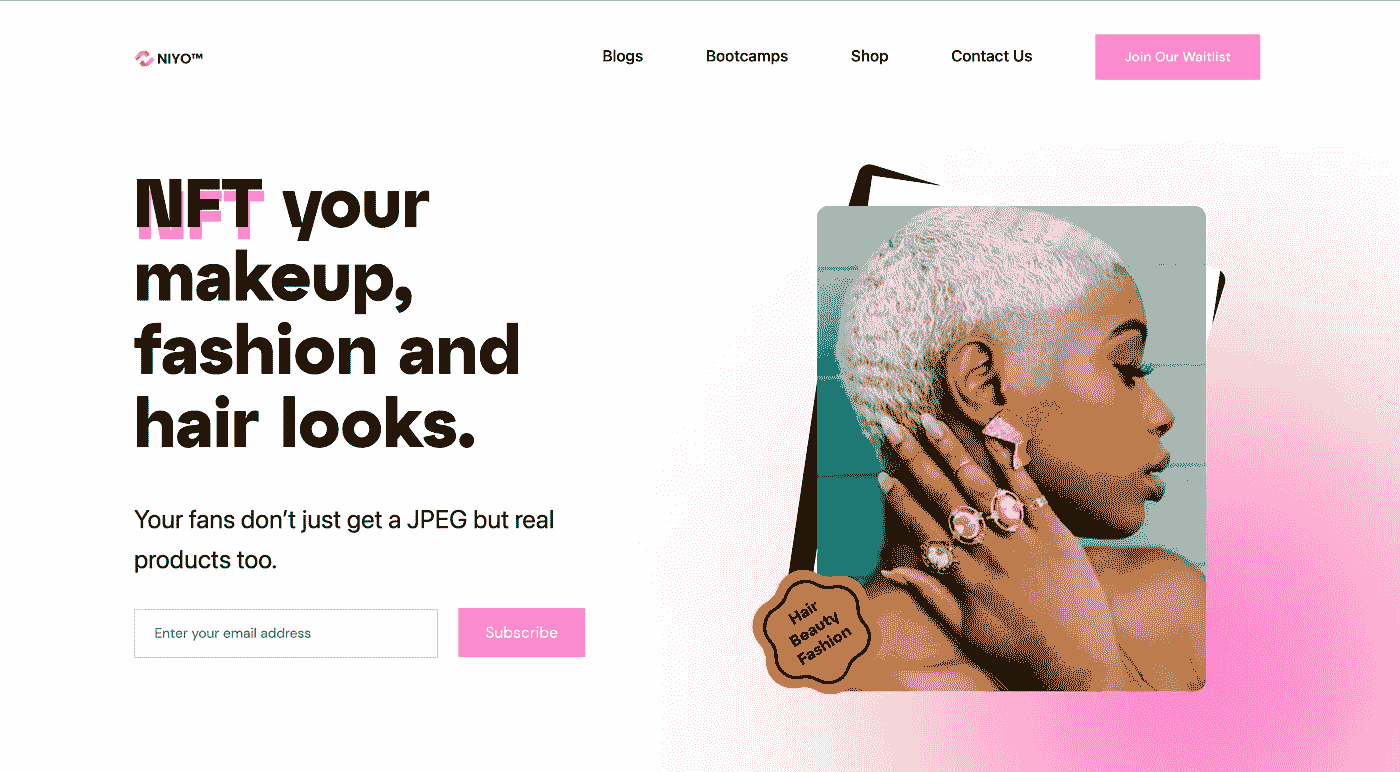 NIYO™
Blogs
Bootcamps
Shop
Contact Us
Join Our Waitlist
NFT your
makeup,
fashion and
hair looks.
Your fans don’t just get a JPEG but real
products too.
Enter your email address
Subscribe
Hair
Beauty
Fashion